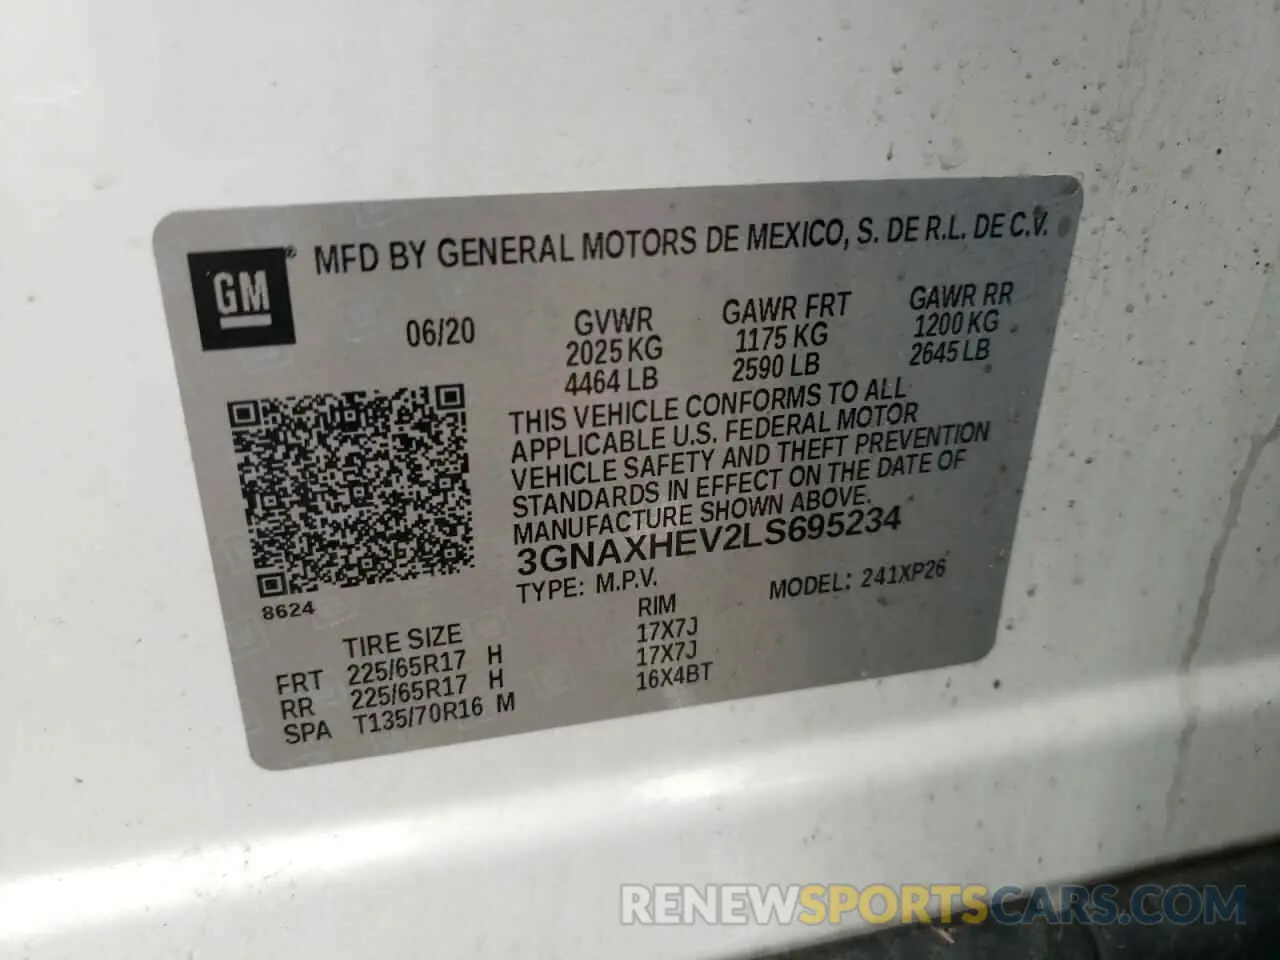 GM® MFD BY GENERAL MOTORS DE MEXICO, S. DE R.L. DE C.V.
06/20 GVWR GAWR FRT GAWR RR
2025 KG 1175 KG 1200 KG
4464 LB 2590 LB 2645 LB
THIS VEHICLE CONFORMS TO ALL
APPLICABLE U.S. FEDERAL MOTOR
VEHICLE SAFETY AND THEFT PREVENTION
STANDARDS IN EFFECT ON THE DATE OF
MANUFACTURE SHOWN ABOVE.
3GNAXHEV2LS695234
TYPE: M.P.V. MODEL: 241XP26
8624
TIRE SIZE RIM
FRT 225/65R17 H 17X7J
RR 225/65R17 H 17X7J
SPA T135/70R16 M 16X4BT
RENEWSPORTSCARS.COM